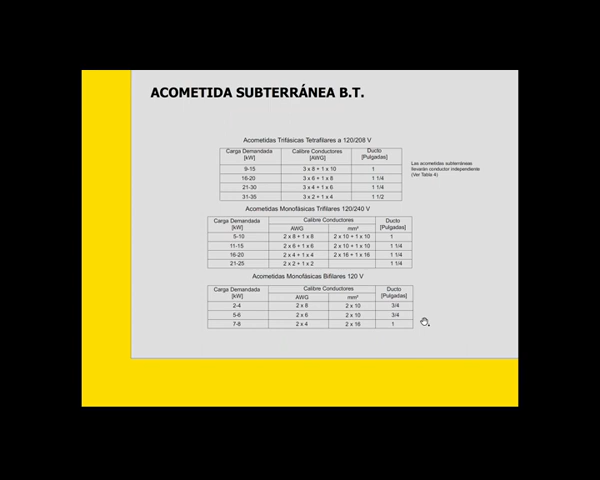 ACOMETIDA SUBTERRÁNEA B.T.
Acometidas Trifásicas Tetrafilares a 120/208 V
Carga Demandada [kW] Calibre Conductores [AWG] Ducto [Pulgadas]
9-15 3 x 8 + 1 x 10 1
16-20 3 x 6 + 1 x 8 1 1/4
21-30 3 x 4 + 1 x 6 1 1/4
31-35 3 x 2 + 1 x 4 1 1/2
Las acometidas subterráneas
llevarán conductor independiente
(Ver Tabla 4)
Acometidas Monofásicas Trifilares 120/240 V
Carga Demandada [kW] Calibre Conductores Ducto [Pulgadas]
AWG mm²
5-10 2 x 8 + 1 x 8 2 x 10 + 1 x 10 1
11-15 2 x 6 + 1 x 6 2 x 10 + 1 x 10 1 1/4
16-20 2 x 4 + 1 x 4 2 x 16 + 1 x 16 1 1/4
21-25 2 x 2 + 1 x 2 1 1/4
Acometidas Monofásicas Bifilares 120 V
Carga Demandada [kW] Calibre Conductores Ducto [Pulgadas]
AWG mm²
2-4 2 x 8 2 x 10 3/4
5-6 2 x 6 2 x 10 3/4
7-8 2 x 4 2 x 16 1